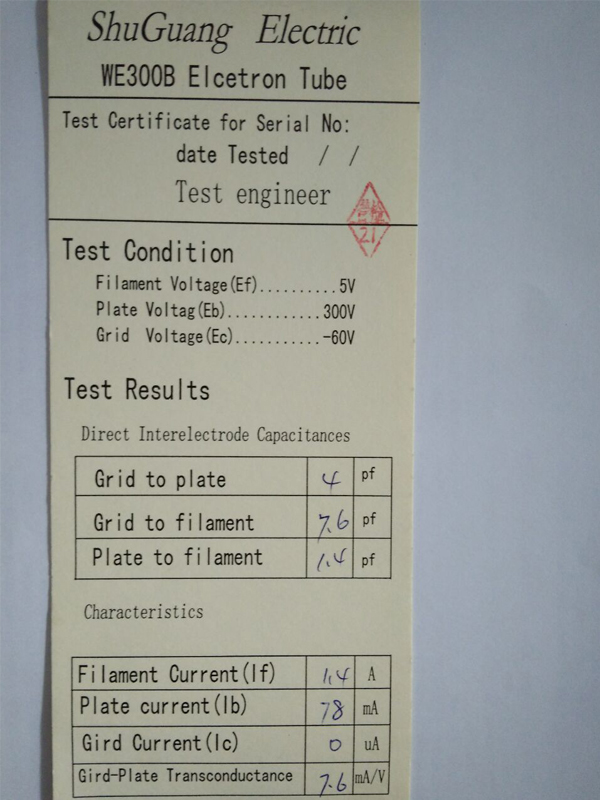 ShuGuang Electric
WE300B Elcetron Tube
Test Certificate for Serial No:
date Tested / /
Test engineer
21
Test Condition
Filament Voltage(Ef)..........5V
Plate Voltag(Eb)............300V
Grid Voltage(Ec)...........-60V
Test Results
Direct Interelectrode Capacitances
Grid to plate 4 pf
Grid to filament 7.6 pf
Plate to filament 1.4 pf
Characteristics
Filament Current(If) 1.4 A
Plate current(Ib) 78 mA
Gird Current(Ic) 0 uA
Gird-Plate Transconductance 7.6 mA/V